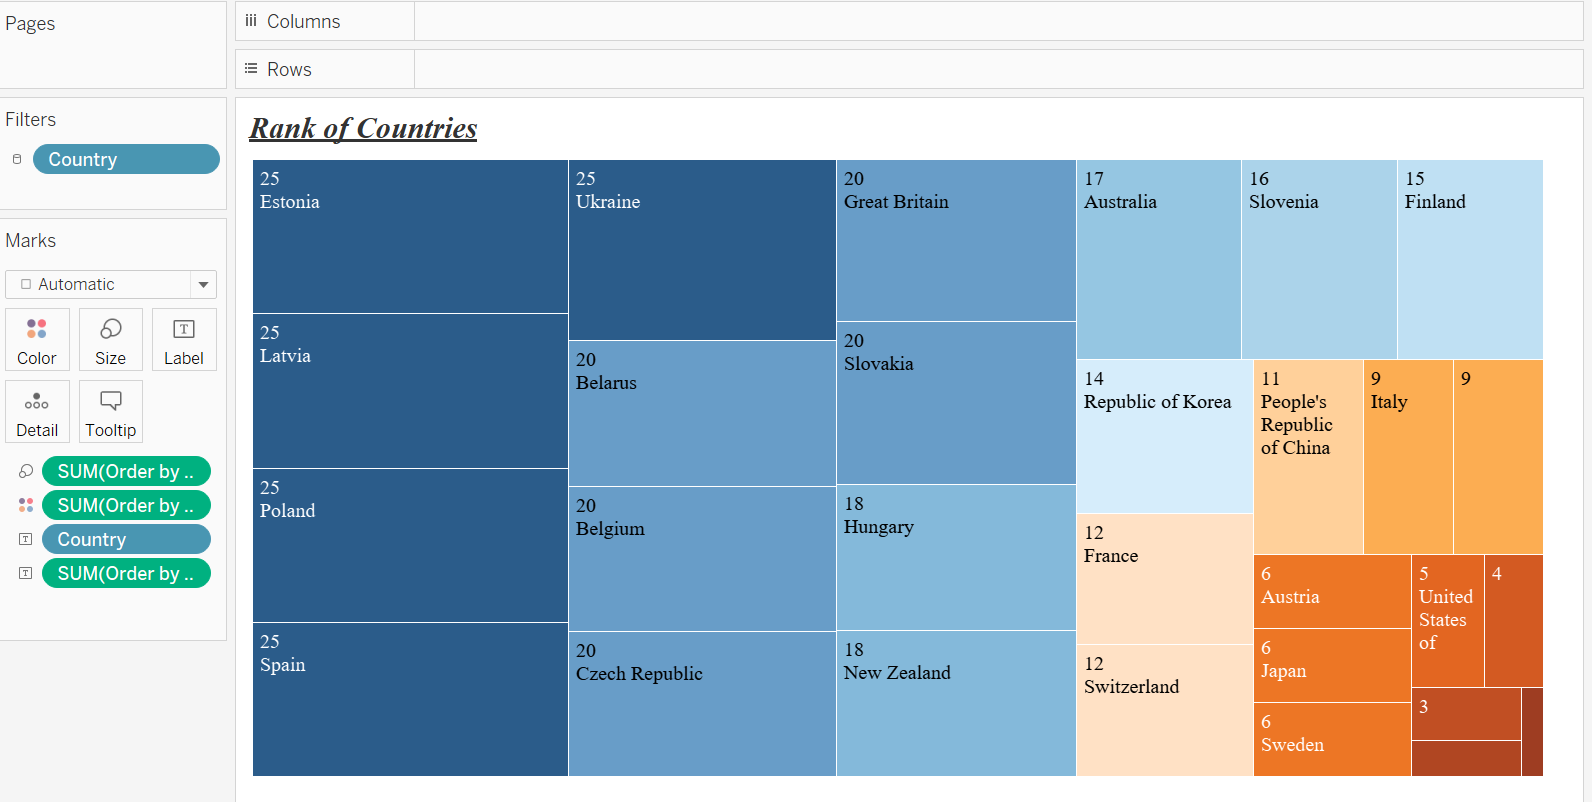 Pages
Columns
Rows
Filters
Country
Marks
Automatic
Color
Size
Label
Detail
Tooltip
SUM(Order by ..
SUM(Order by ..
Country
SUM(Order by ..
Rank of Countries
25
Estonia
25
Latvia
25
Poland
25
Spain
25
Ukraine
20
Belarus
20
Belgium
20
Czech Republic
20
Great Britain
20
Slovakia
18
Hungary
18
New Zealand
17
Australia
16
Slovenia
15
Finland
14
Republic of Korea
12
France
12
Switzerland
11
People's
Republic
of China
9
Italy
9
6
Austria
6
Japan
6
Sweden
5
United
States
of
4
3